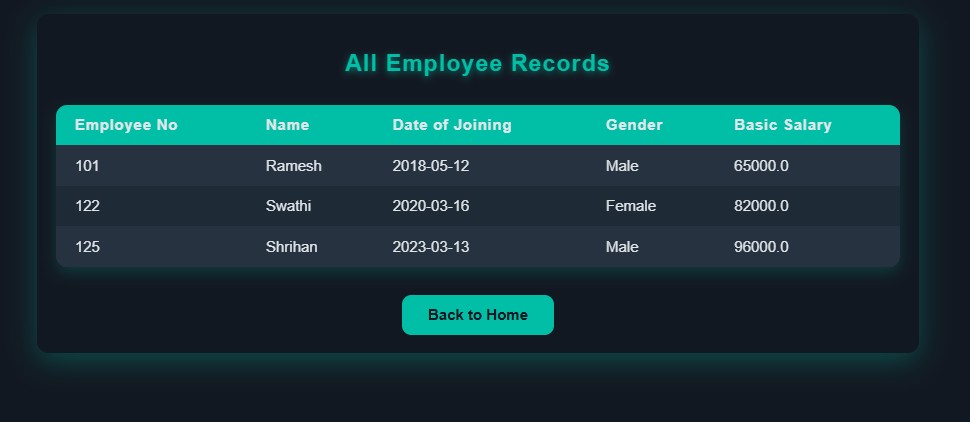 All Employee Records
Employee No Name Date of Joining Gender Basic Salary
101 Ramesh 2018-05-12 Male 65000.0
122 Swathi 2020-03-16 Female 82000.0
125 Shrihan 2023-03-13 Male 96000.0
Back to Home